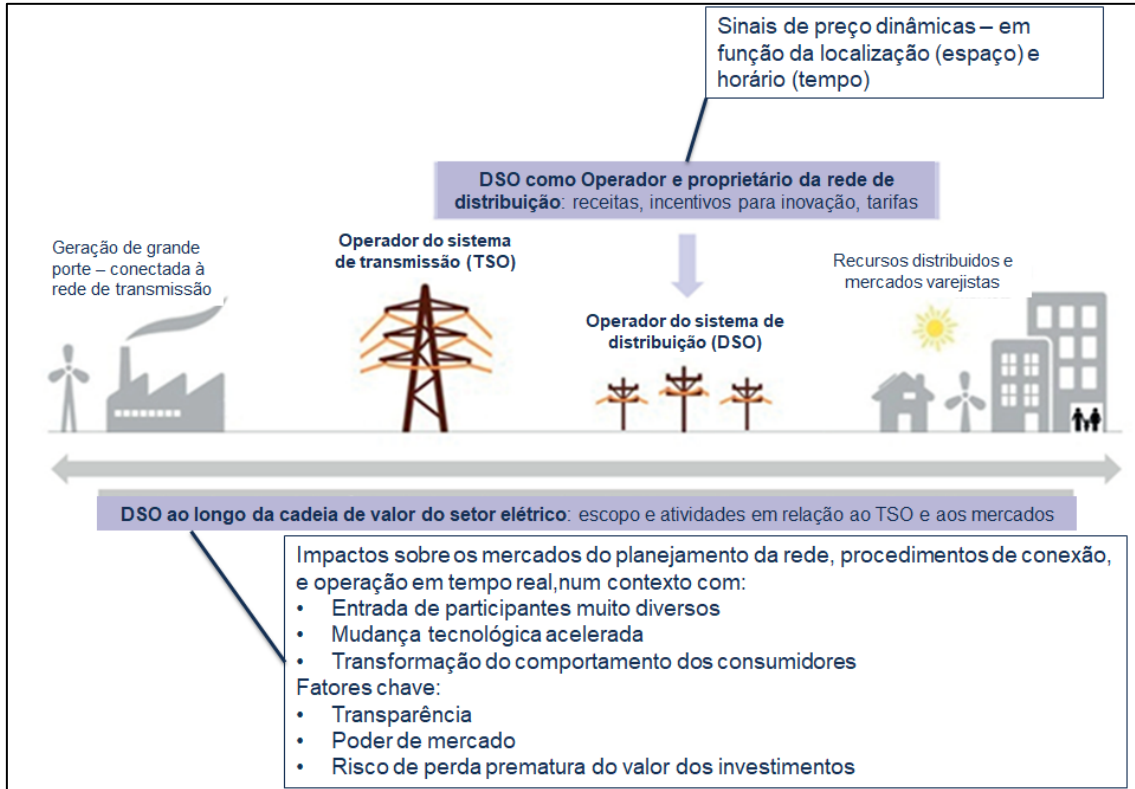 Sinais de preço dinâmicas – em
função da localização (espaço) e
horário (tempo)
DSO como Operador e proprietário da rede de
distribuição: receitas, incentivos para inovação, tarifas
Geração de grande
porte – conectada à
rede de transmissão
Operador do sistema
de transmissão (TSO)
Operador do sistema de
distribuição (DSO)
Recursos distribuidos e
mercados varejistas
DSO ao longo da cadeia de valor do setor elétrico: escopo e atividades em relação ao TSO e aos mercados
Impactos sobre os mercados do planejamento da rede, procedimentos de conexão,
e operação em tempo real,num contexto com:
• Entrada de participantes muito diversos
• Mudança tecnológica acelerada
• Transformação do comportamento dos consumidores
Fatores chave:
• Transparência
• Poder de mercado
• Risco de perda prematura do valor dos investimentos